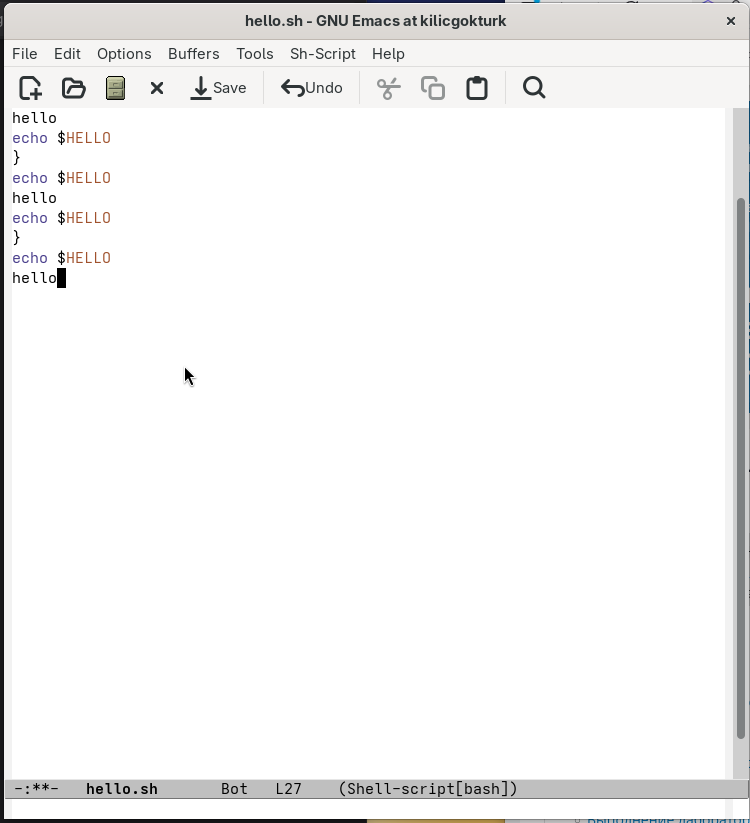 hello.sh - GNU Emacs at kilicgokturk
File Edit Options Buffers Tools Sh-Script Help
Save Undo
hello
echo $HELLO
}
echo $HELLO
hello
echo $HELLO
}
echo $HELLO
hello
-:**- hello.sh Bot L27 (Shell-script[bash])